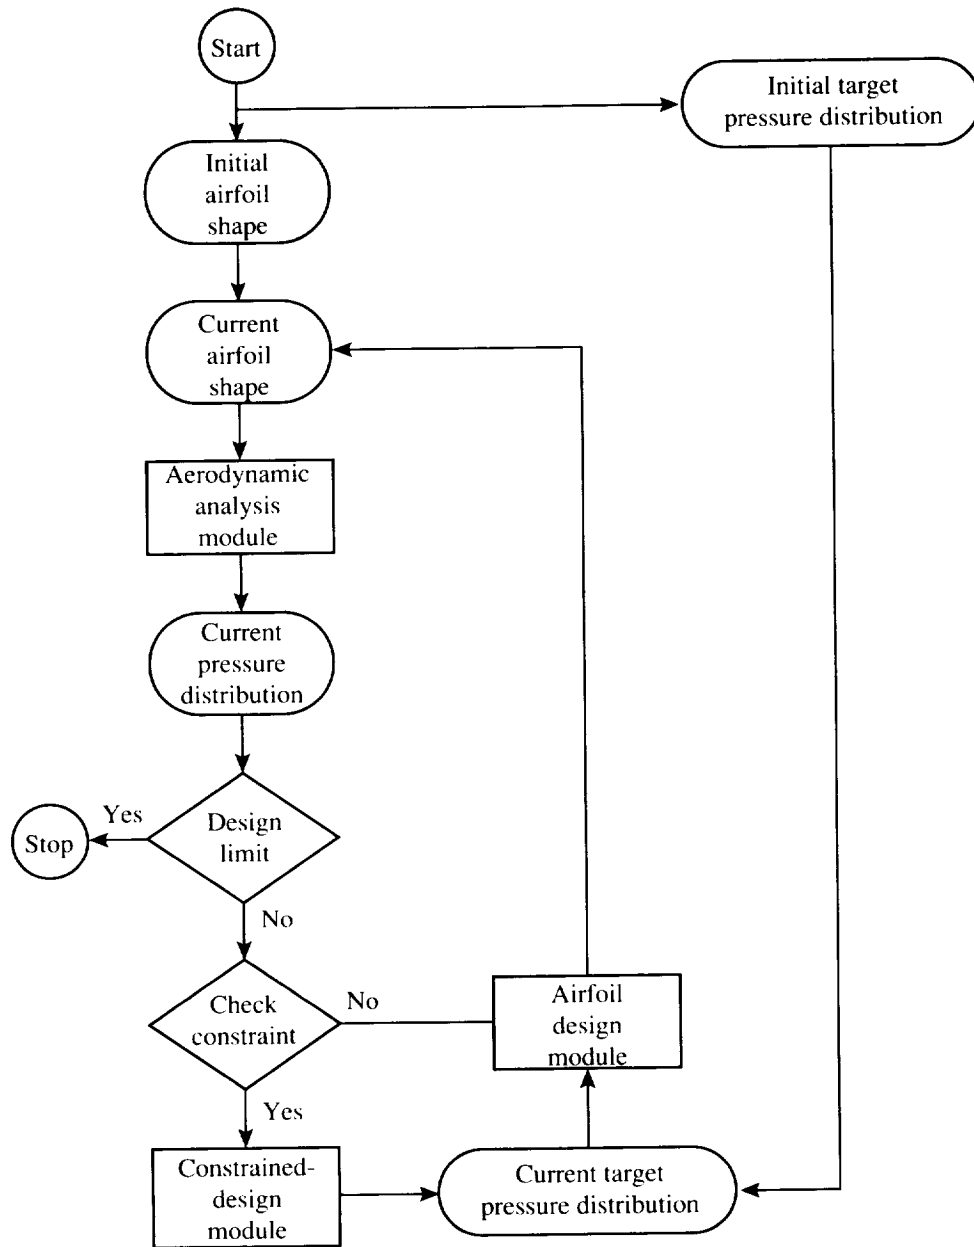 Start
Initial target
pressure distribution
Initial
airfoil
shape
Current
airfoil
shape
Aerodynamic
analysis
module
Current
pressure
distribution
Yes
Stop
Design
limit
No
Check
constraint
No
Airfoil
design
module
Yes
Constrained-
design
module
Current target
pressure distribution